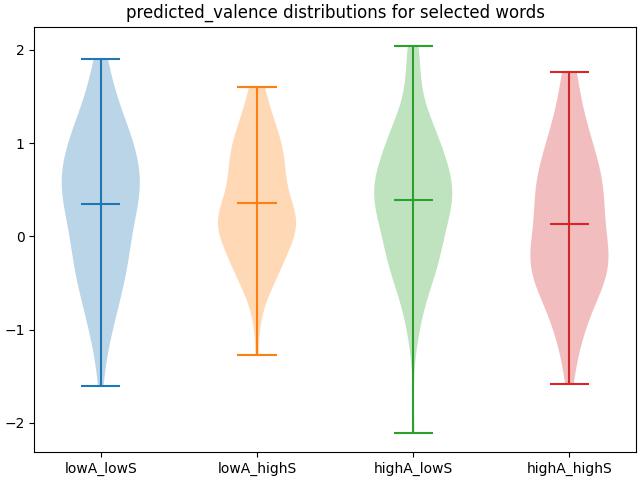 predicted_valence distributions for selected words
2
1
0
−1
−2
lowA_lowS
lowA_highS
highA_lowS
highA_highS